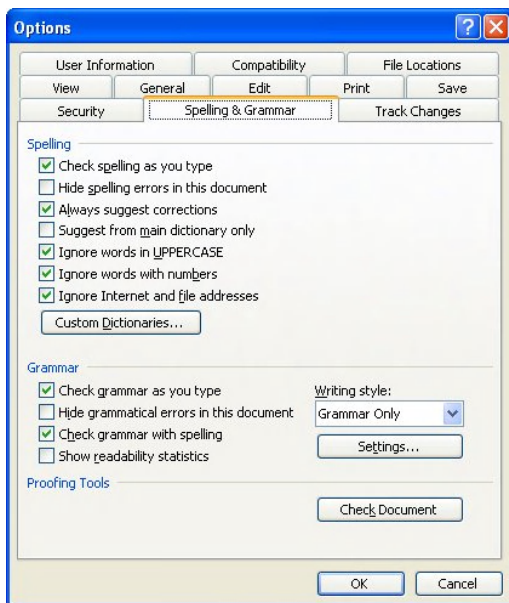 Options
User Information Compatibility File Locations
View General Edit Print Save
Security Spelling & Grammar Track Changes
Spelling
Check spelling as you type
Hide spelling errors in this document
Always suggest corrections
Suggest from main dictionary only
Ignore words in UPPERCASE
Ignore words with numbers
Ignore Internet and file addresses
Custom Dictionaries...
Grammar
Check grammar as you type Writing style:
Hide grammatical errors in this document Grammar Only
Check grammar with spelling
Settings...
Show readability statistics
Proofing Tools
Check Document
OK Cancel